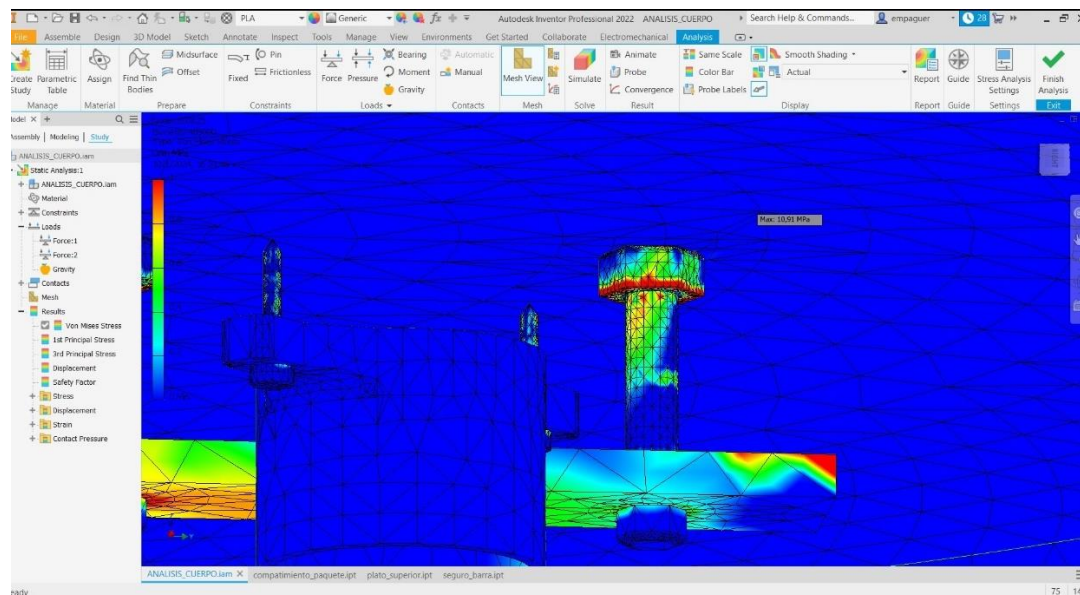 PLA Generic Autodesk Inventor Professional 2022 ANALISIS_CUERPO Search Help & Commands... empaguer 28
File Assemble Design 3D Model Sketch Annotate Inspect Tools Manage View Environments Get Started Collaborate Electromechanical Analysis
Midsurface Pin Bearing Automatic Animate Same Scale Smooth Shading
Create Study Parametric Table Assign Find Thin Bodies Offset Fixed Frictionless Force Pressure Moment Manual Mesh View Simulate Probe Color Bar Actual Report Guide Stress Analysis Settings Finish Analysis
Gravity Convergence Probe Labels
Manage Material Prepare Constraints Loads Contacts Mesh Solve Result Display Report Guide Settings Exit
Model
Assembly Modeling Study
ANALISIS_CUERPO.iam
Static Analysis:1
ANALISIS_CUERPO.iam
Material
Constraints
Loads
Force:1
Force:2
Gravity
Contacts
Mesh
Results
Von Mises Stress
1st Principal Stress
3rd Principal Stress
Displacement
Safety Factor
Stress
Displacement
Strain
Contact Pressure
Max: 10,91 MPa
ANALISIS_CUERPO.iam compatimiento_paquete.ipt plato_superior.ipt seguro_barra.ipt
Ready 75 14